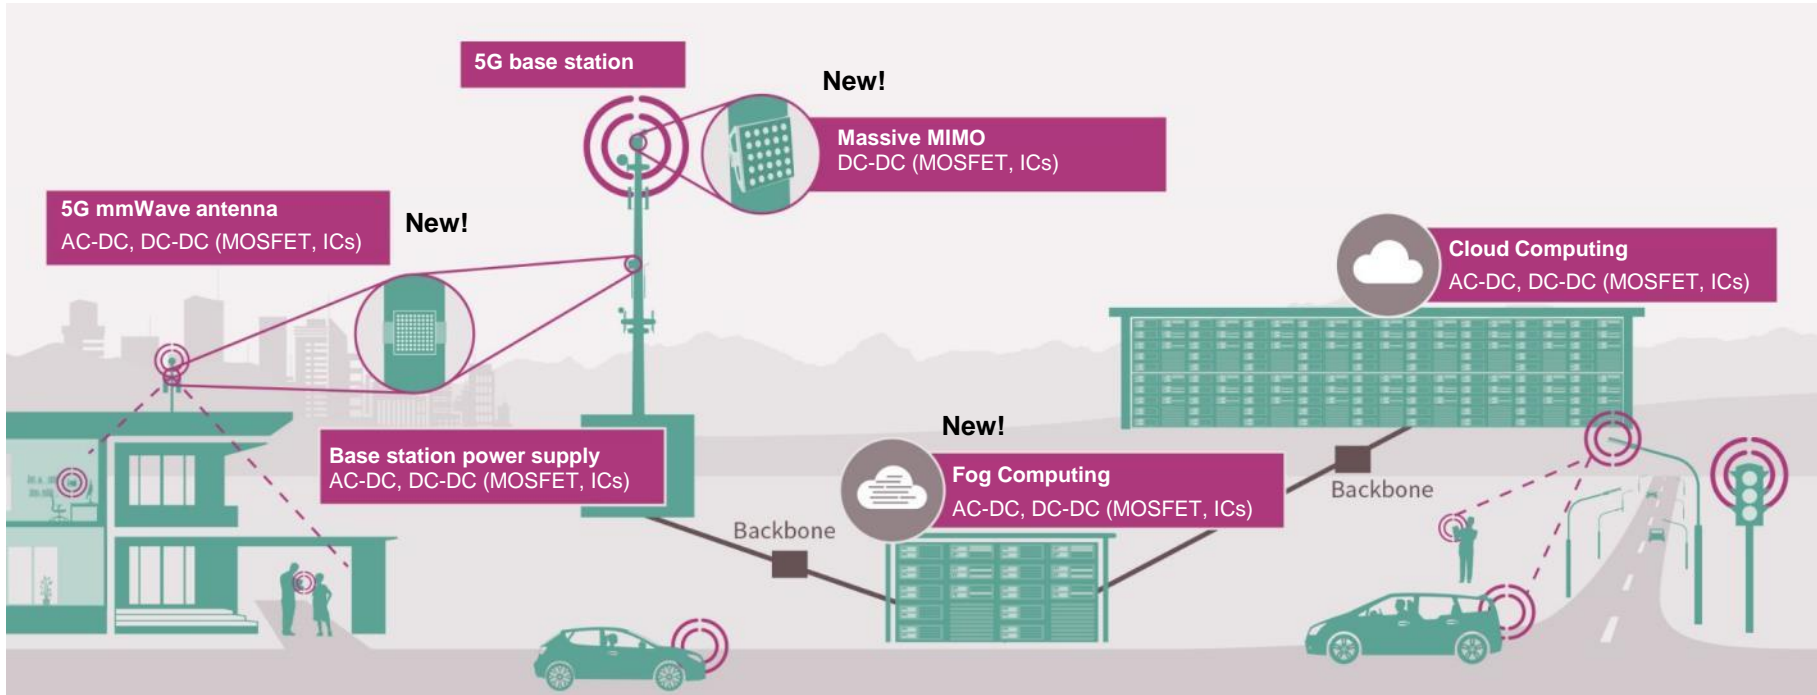 5G base station
New!
Massive MIMO
DC-DC (MOSFET, ICs)
5G mmWave antenna
AC-DC, DC-DC (MOSFET, ICs)
New!
Cloud Computing
AC-DC, DC-DC (MOSFET, ICs)
Base station power supply
AC-DC, DC-DC (MOSFET, ICs)
New!
Fog Computing
AC-DC, DC-DC (MOSFET, ICs)
Backbone
Backbone